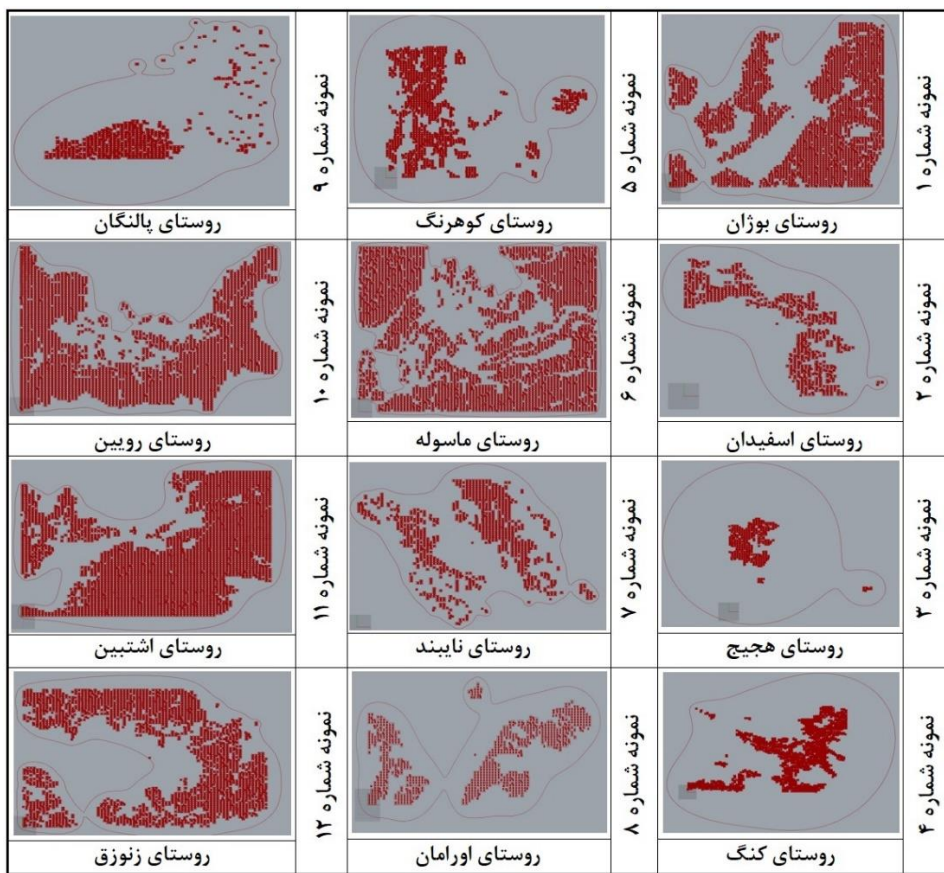 نمونه شماره ۱
روستای بوژان
نمونه شماره ۵
روستای کوهرنگ
نمونه شماره ۹
روستای پالنگان
نمونه شماره ۲
روستای اسفیدان
نمونه شماره ۶
روستای ماسوله
نمونه شماره ۱۰
روستای رویین
نمونه شماره ۳
روستای هجیج
نمونه شماره ۷
روستای نایبند
نمونه شماره ۱۱
روستای اشتبین
نمونه شماره ۴
روستای کنگ
نمونه شماره ۸
روستای اورامان
نمونه شماره ۱۲
روستای زنوزق